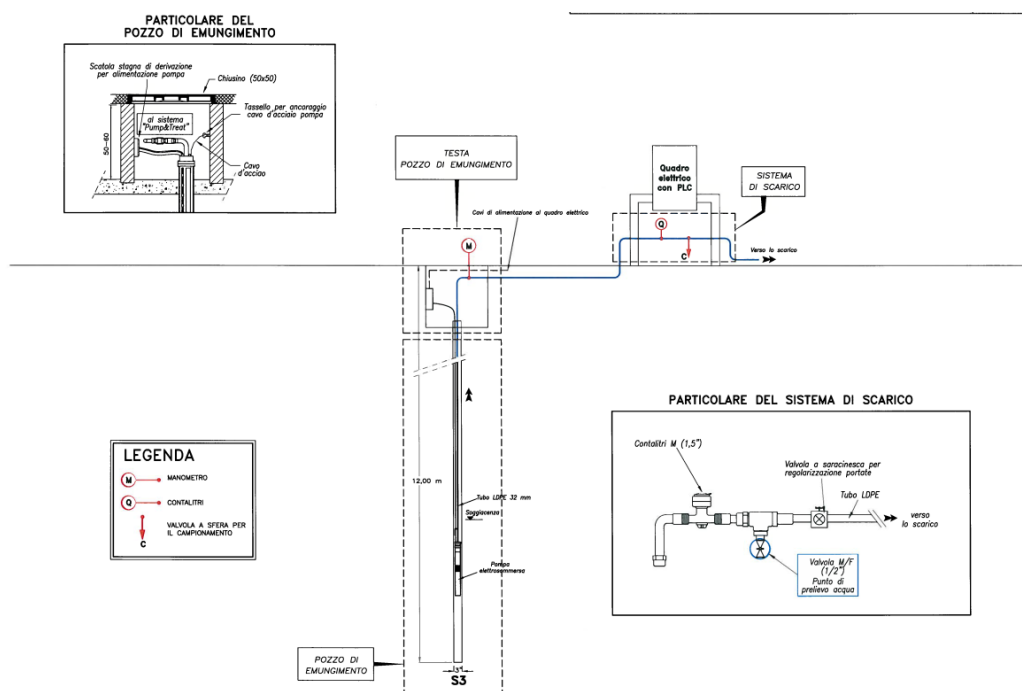 PARTICOLARE DEL
POZZO DI EMUNGIMENTO
Scatola stagna di derivazione
per alimentazione pompa
Chiusino (50x50)
Tassello per ancoraggio
cavo d'acciaio pompa
al sistema
"Pump&Treat"
50-60
Cavo
d'acciao
TESTA
POZZO DI EMUNGIMENTO
Quadro
elettrico
con PLC
SISTEMA
DI SCARICO
Cavi di alimentazione al quadro elettrico
M
Q
C
Verso lo scarico
12,00 m
Tubo LDPE 32 mm
Soggiacenza
Pompa
elettrosommersa
POZZO DI
EMUNGIMENTO
3"
S3
LEGENDA
M MANOMETRO
Q CONTALITRI
VALVOLA A SFERA PER
IL CAMPIONAMENTO
C
PARTICOLARE DEL SISTEMA DI SCARICO
Contalitri M (1,5")
Valvola a saracinesca per
regolarizzazione portate
Tubo LDPE
verso
lo scarico
Valvola M/F
(1/2")
Punto di
prelievo acqua